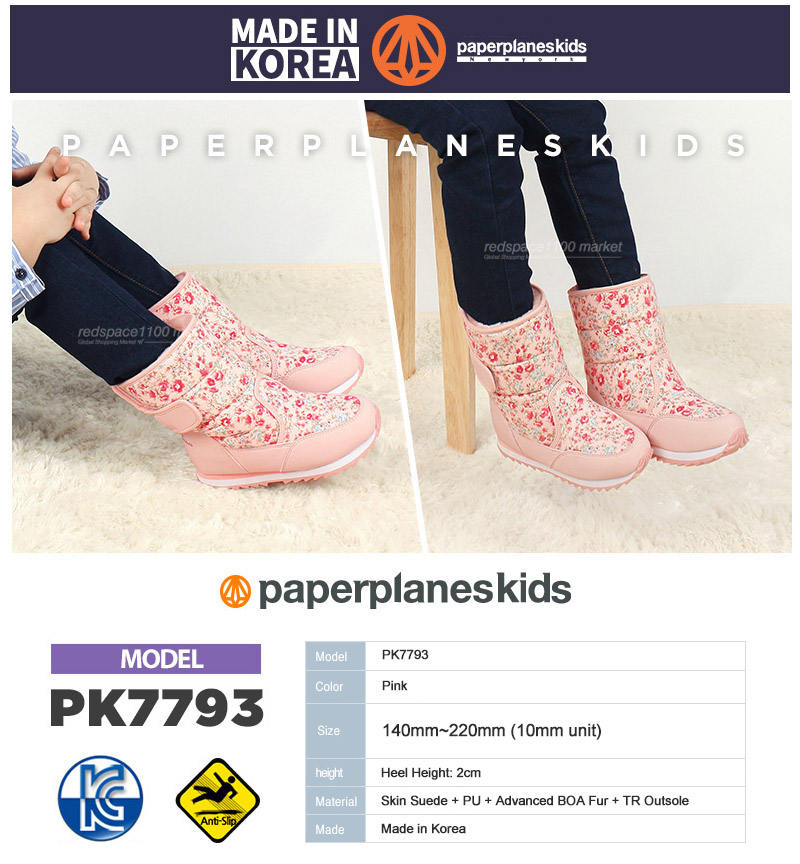 MADE IN
KOREA
paperplaneskids
Newyork
PAPERPLANESKIDS
redspace1100 market
Global Shopping Market
redspace1100 market
Global Shopping Market
paperplaneskids
MODEL
PK7793
Anti-Slip
Model PK7793
Color Pink
Size 140mm~220mm (10mm unit)
height Heel Height: 2cm
Material Skin Suede + PU + Advanced BOA Fur + TR Outsole
Made Made in Korea